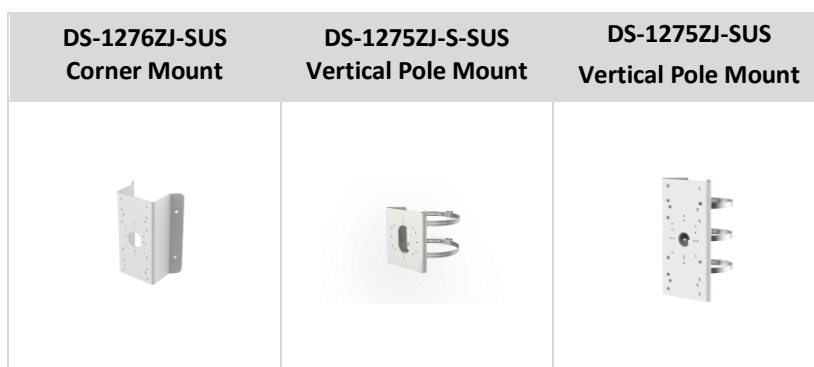 DS-1276ZJ-SUS
Corner Mount
DS-1275ZJ-S-SUS
Vertical Pole Mount
DS-1275ZJ-SUS
Vertical Pole Mount